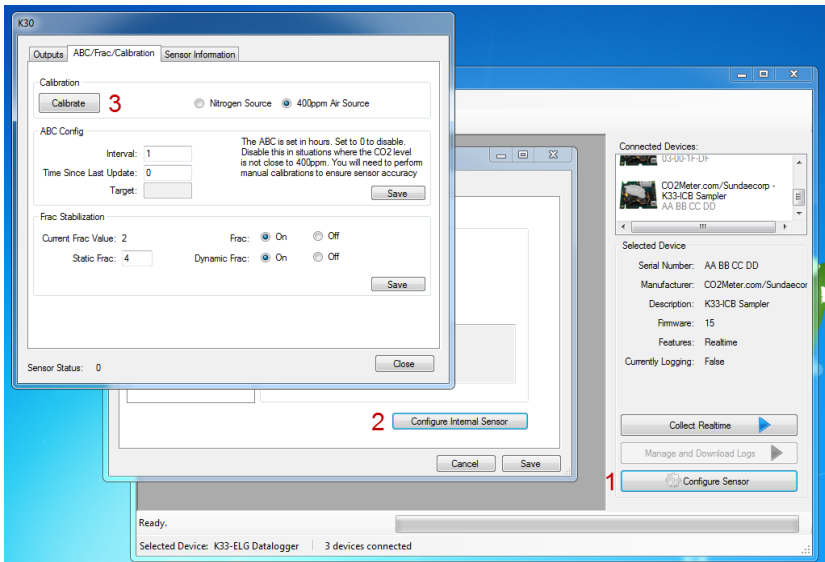 K30
Outputs
ABC/Frac/Calibration
Sensor Information
Calibration
Calibrate
3
Nitrogen Source
400ppm Air Source
ABC Config
Interval: 1
Time Since Last Update: 0
Target:
The ABC is set in hours. Set to 0 to disable.
Disable this in situations where the CO2 level
is not close to 400ppm. You will need to perform
manual calibrations to ensure sensor accuracy
Save
Frac Stabilization
Current Frac Value: 2
Frac: On Off
Static Frac: 4
Dynamic Frac: On Off
Save
Sensor Status: 0
Close
2
Configure Internal Sensor
Cancel
Save
Connected Devices:
03-00-1F-DF
CO2Meter.com/Sundaecorp -
K33-ICB Sampler
AA BB CC DD
Selected Device
Serial Number: AA BB CC DD
Manufacturer: CO2Meter.com/Sundaecor
Description: K33-ICB Sampler
Firmware: 15
Features: Realtime
Currently Logging: False
Collect Realtime
Manage and Download Logs
1
Configure Sensor
Ready.
Selected Device: K33-ELG Datalogger
3 devices connected